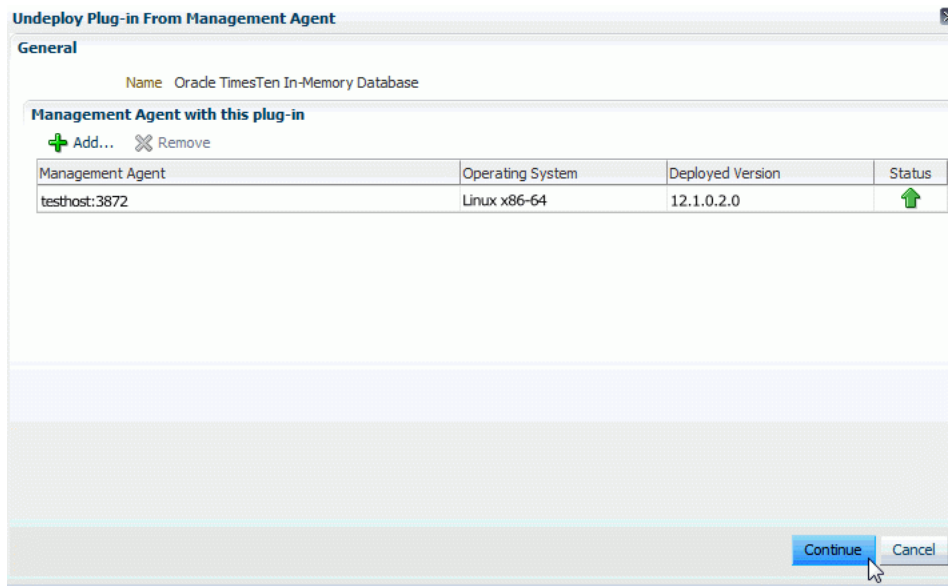 Undeploy Plug-in From Management Agent
General
Name Oracle TimesTen In-Memory Database
Management Agent with this plug-in
Add... Remove
Management Agent Operating System Deployed Version Status
testhost:3872 Linux x86-64 12.1.0.2.0
Continue Cancel